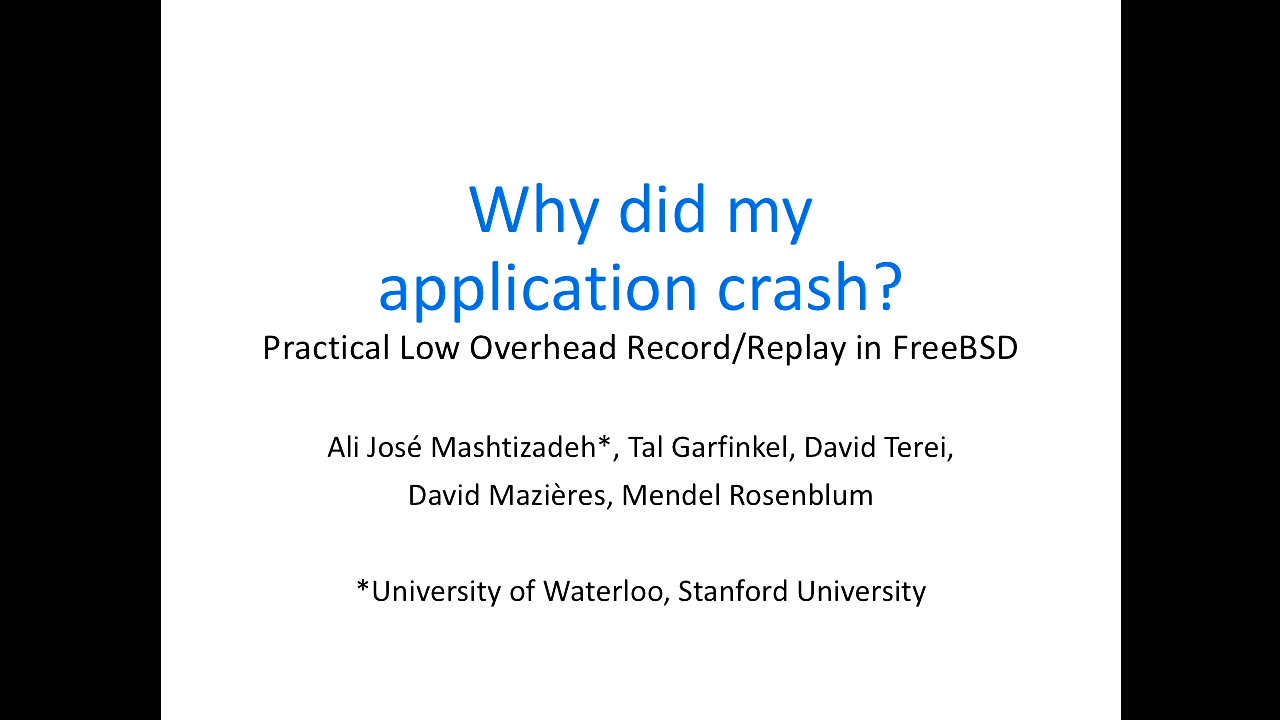 Why did my
application crash?
Practical Low Overhead Record/Replay in FreeBSD
Ali José Mashtizadeh*, Tal Garfinkel, David Terei,
David Mazières, Mendel Rosenblum
*University of Waterloo, Stanford University